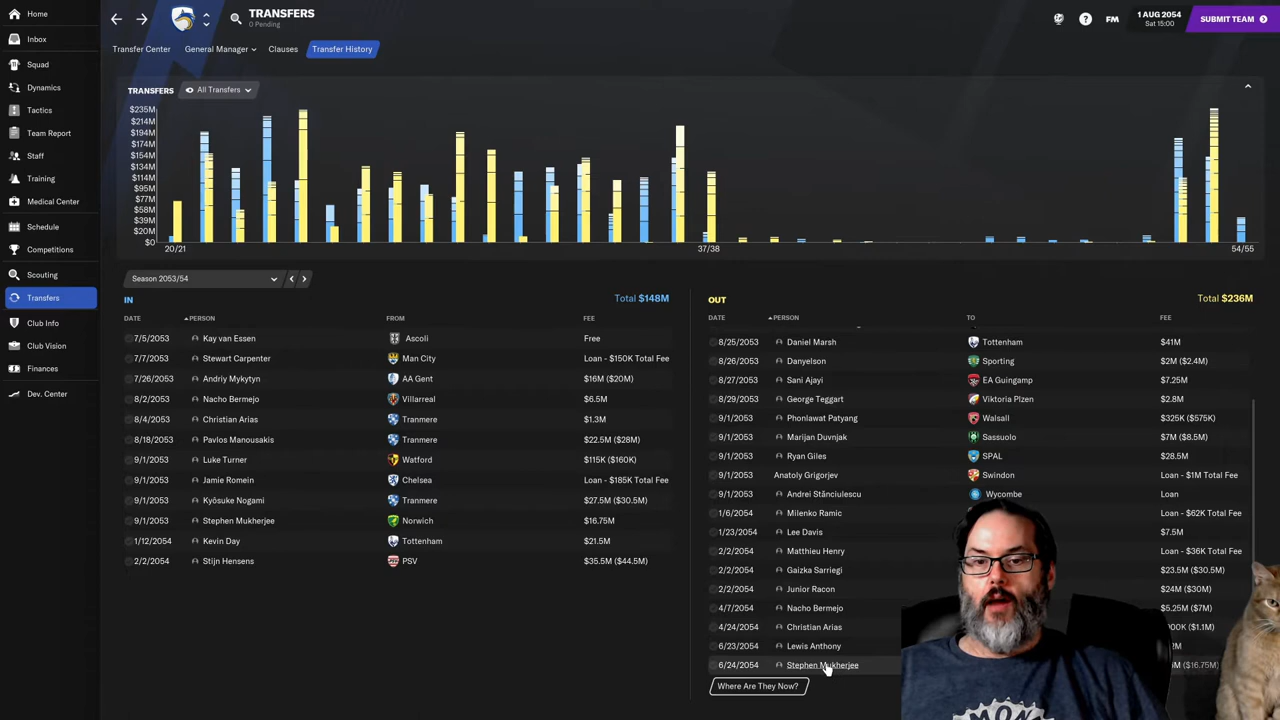 Home
Inbox
Squad
Dynamics
Tactics
Team Report
Staff
Training
Medical Center
Schedule
Competitions
Scouting
Transfers
Club Info
Club Vision
Finances
Dev. Center
TRANSFERS
0 Pending
FM
1 AUG 2054
Sat 15:00
SUBMIT TEAM
Transfer Center
General Manager
Clauses
Transfer History
TRANSFERS
All Transfers
$235M
$214M
$194M
$174M
$154M
$134M
$114M
$95M
$77M
$58M
$39M
$20M
$0
20/21
37/38
54/55
Season 2053/54
IN
Total $148M
DATE PERSON FROM FEE
7/5/2053 Kay van Essen Ascoli Free
7/7/2053 Stewart Carpenter Man City Loan - $150K Total Fee
7/26/2053 Andriy Mykytyn AA Gent $16M ($20M)
8/2/2053 Nacho Bermejo Villarreal $6.5M
8/4/2053 Christian Arias Tranmere $1.3M
8/18/2053 Pavlos Manousakis Tranmere $22.5M ($28M)
9/1/2053 Luke Turner Watford $115K ($160K)
9/1/2053 Jamie Romein Chelsea Loan - $185K Total Fee
9/1/2053 Kyōsuke Nogami Tranmere $27.5M ($30.5M)
9/1/2053 Stephen Mukherjee Norwich $16.75M
1/12/2054 Kevin Day Tottenham $21.5M
2/2/2054 Stijn Hensens PSV $35.5M ($44.5M)
OUT
Total $236M
DATE PERSON TO FEE
8/25/2053 Daniel Marsh Tottenham $41M
8/26/2053 Danyelson Sporting $2M ($2.4M)
8/27/2053 Sani Ajayi EA Guingamp $7.25M
8/29/2053 George Teggart Viktoria Plzen $2.8M
9/1/2053 Phonlawat Patyang Walsall $325K ($575K)
9/1/2053 Marijan Duvnjak Sassuolo $7M ($8.5M)
9/1/2053 Ryan Giles SPAL $28.5M
9/1/2053 Anatoly Grigorjev Swindon Loan - $1M Total Fee
9/1/2053 Andrei Stănciulescu Wycombe Loan
1/6/2054 Milenko Ramic Loan - $62K Total Fee
1/23/2054 Lee Davis $7.5M
2/2/2054 Matthieu Henry Loan - $36K Total Fee
2/2/2054 Gaizka Sarriegi $23.5M ($30.5M)
2/2/2054 Junior Racon $24M ($30M)
4/7/2054 Nacho Bermejo $5.25M ($7M)
4/24/2054 Christian Arias ($1.1M)
6/23/2054 Lewis Anthony
6/24/2054 Stephen Mukherjee ($16.75M)
Where Are They Now?